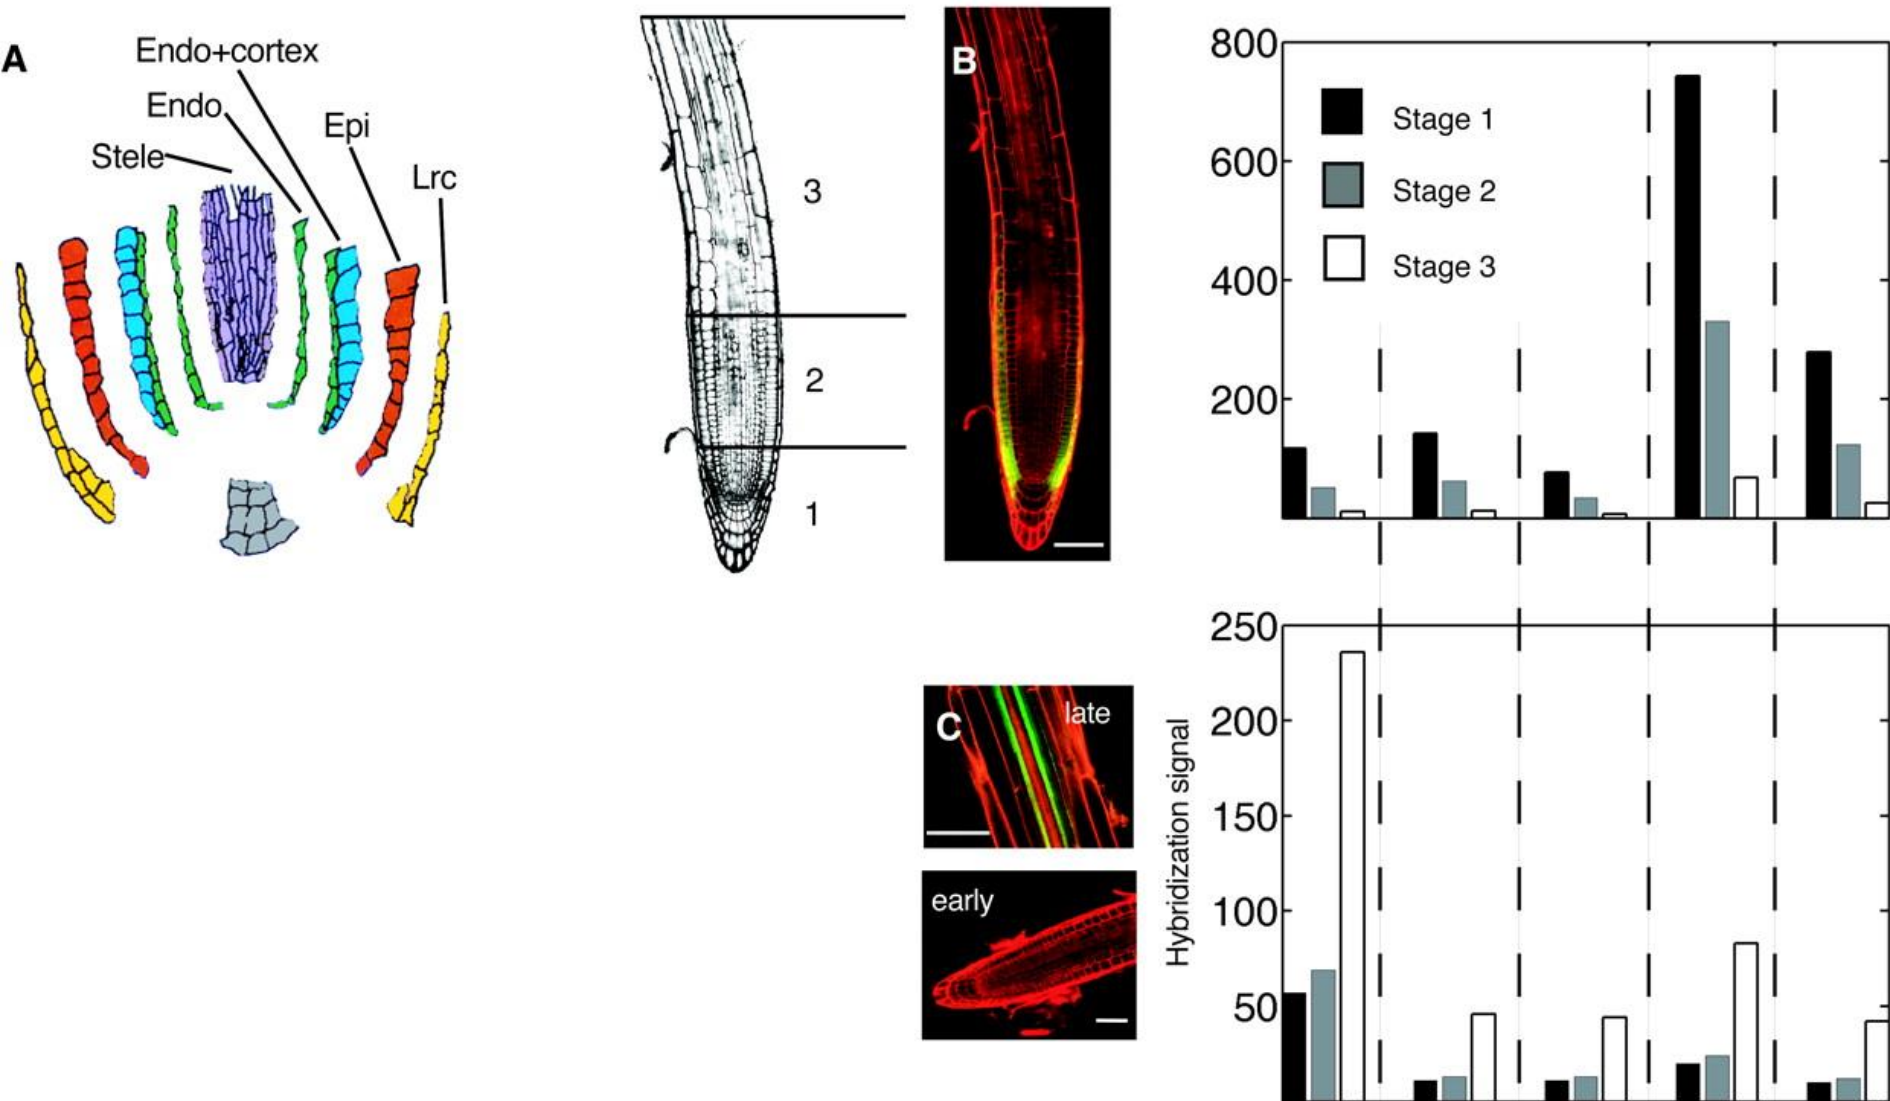 A
Endo+cortex
Endo
Epi
Stele
Lrc
3
2
1
B
800
600
400
200
Stage 1
Stage 2
Stage 3
C
late
early
Hybridization signal
250
200
150
100
50